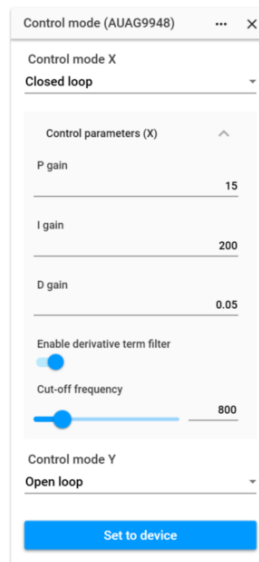 Control mode (AUAG9948)
Control mode X
Closed loop
Control parameters (X)
P gain
15
I gain
200
D gain
0.05
Enable derivative term filter
Cut-off frequency
800
Control mode Y
Open loop
Set to device